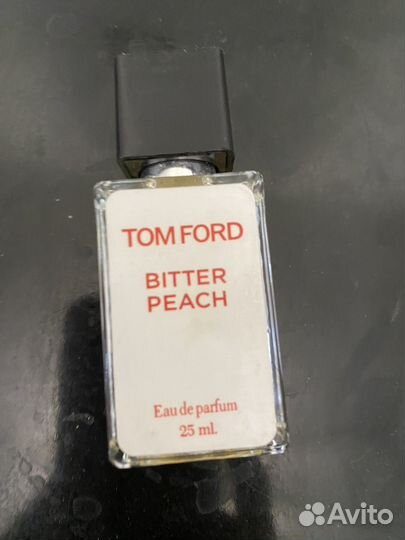 TOM FORD
BITTER
PEACH
Eau de parfum
25 ml.
Avito